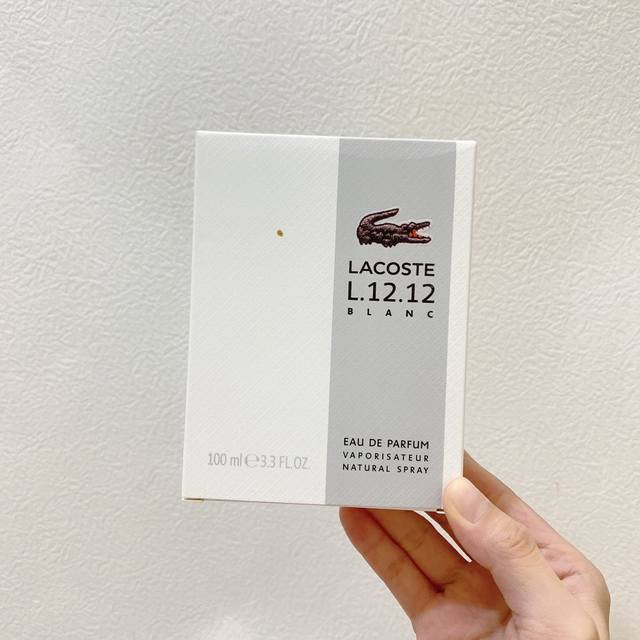 LACOSTE
L.12.12
BLANC
EAU DE PARFUM
VAPORISATEUR
NATURAL SPRAY
100 ml ℮3.3 FL.OZ.